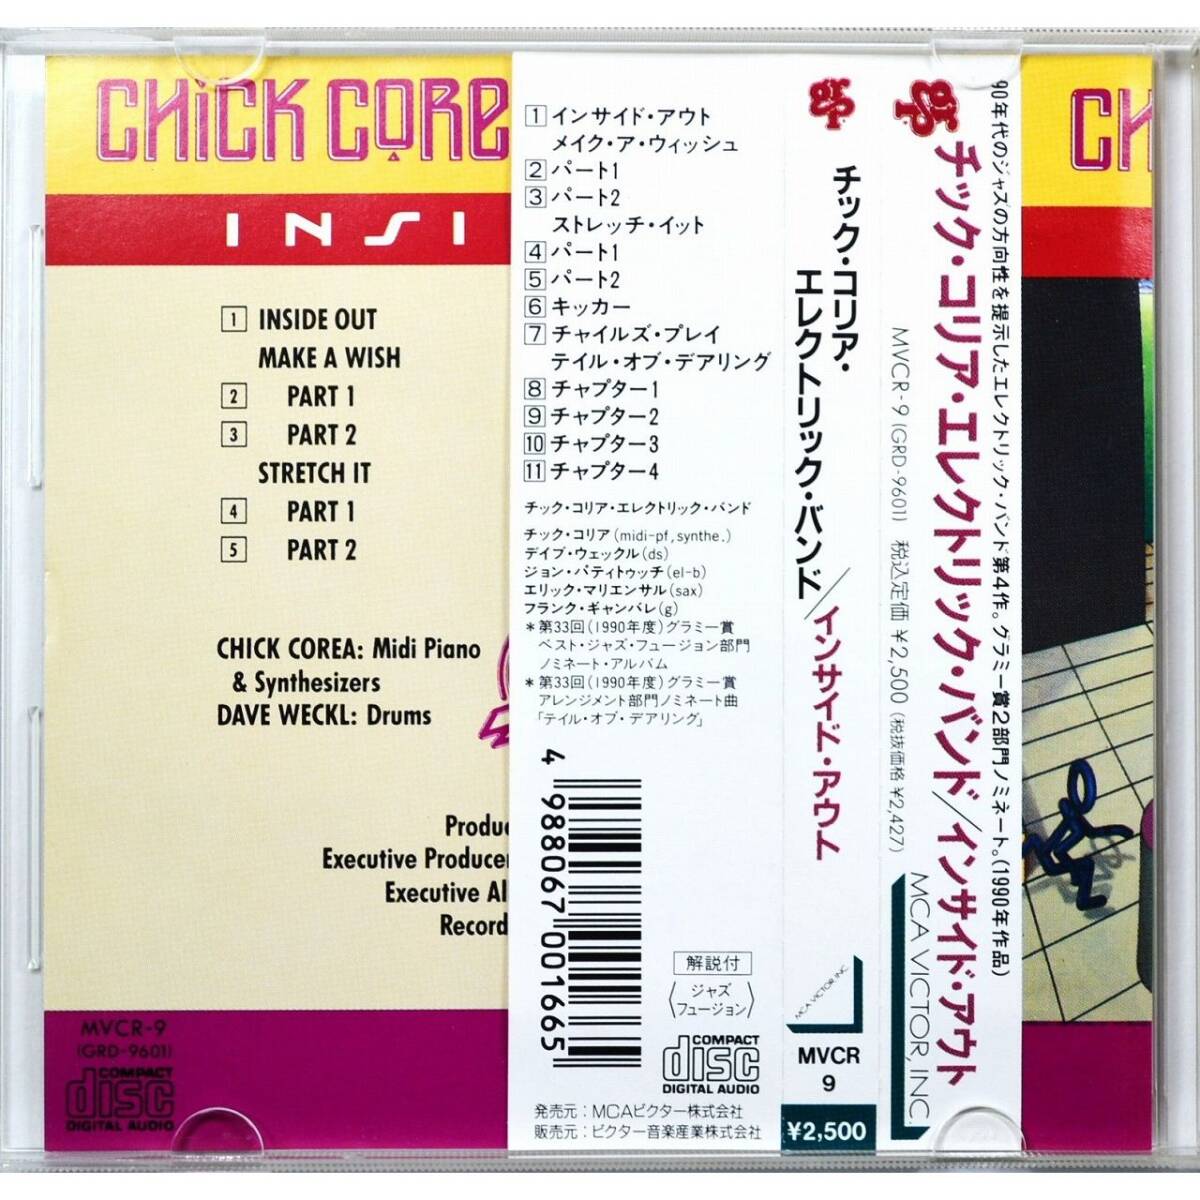 CHICK CORE
INSI
1 INSIDE OUT
MAKE A WISH
2 PART 1
3 PART 2
STRETCH IT
4 PART 1
5 PART 2
CHICK COREA: Midi Piano
& Synthesizers
DAVE WECKL: Drums
Produc
Executive Producer
Executive Al
Record
MVCR-9
(GRD-9601)
COMPACT
disc
DIGITAL AUDIO
1 インサイド・アウト
メイク・ア・ウィッシュ
2 パート1
3 パート2
ストレッチ・イット
4 パート1
5 パート2
6 キッカー
7 チャイルズ・プレイ
テイル・オブ・デアリング
8 チャプター1
9 チャプター2
10 チャプター3
11 チャプター4
チック・コリア・エレクトリック・バンド
チック・コリア(midi-pf, synthe.)
デイブ・ウェックル(ds)
ジョン・パティトゥッチ(el-b)
エリック・マリエンサル(sax)
フランク・ギャンバレ(g)
*第33回(1990年度)グラミー賞
ベスト・ジャズ・フュージョン部門
ノミネート・アルバム
*第33回(1990年度)グラミー賞
アレンジメント部門ノミネート曲
「テイル・オブ・デアリング」
4 988067 001665
解説付
〈ジャズ
フュージョン〉
COMPACT
disc
DIGITAL AUDIO
発売元:MCAビクター株式会社
販売元:ビクター音楽産業株式会社
grp
チック・コリア・
エレクトリック・バンド/インサイド・アウト
MCA VICTOR, INC.
MVCR
9
¥2,500
grp
チック・コリア・エレクトリック・バンド/インサイド・アウト
MVCR-9 (GRD-9601) 税込定価 ¥2,500 (税抜価格 ¥2,427)
MCA VICTOR, INC.
90年代のジャズの方向性を提示したエレクトリック・バンド第4作。グラミー賞2部門ノミネート。(1990年作品)
CH